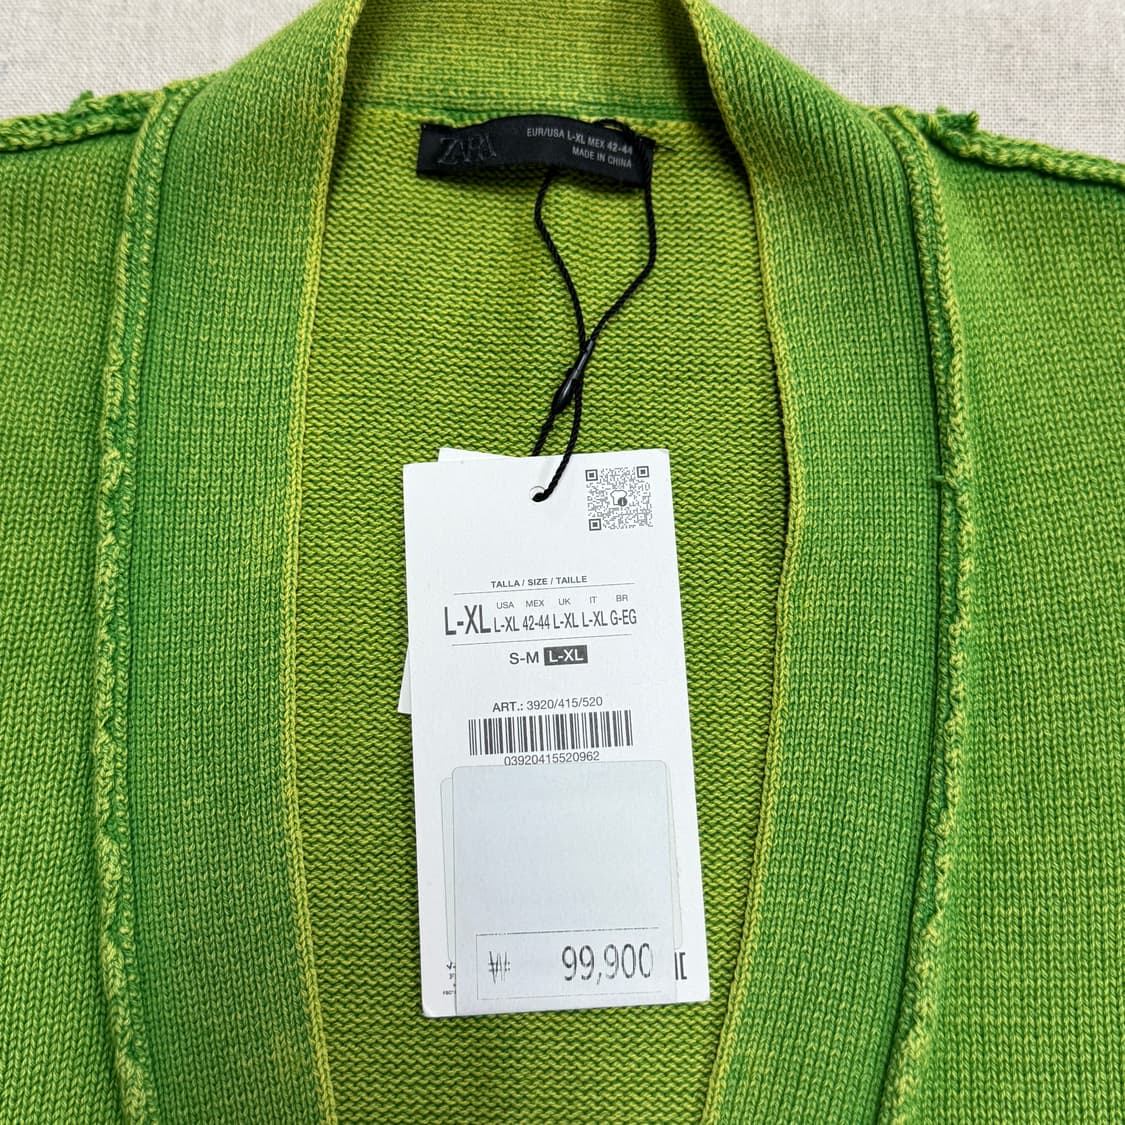 ZARA
EUR/USA L-XL MEX 42-44
MADE IN CHINA
TALLA / SIZE / TAILLE
USA MEX UK IT BR
L-XL L-XL 42-44 L-XL L-XL G-EG
S-M L-XL
ART.: 3920/415/520
03920415520962
₩ 99,900